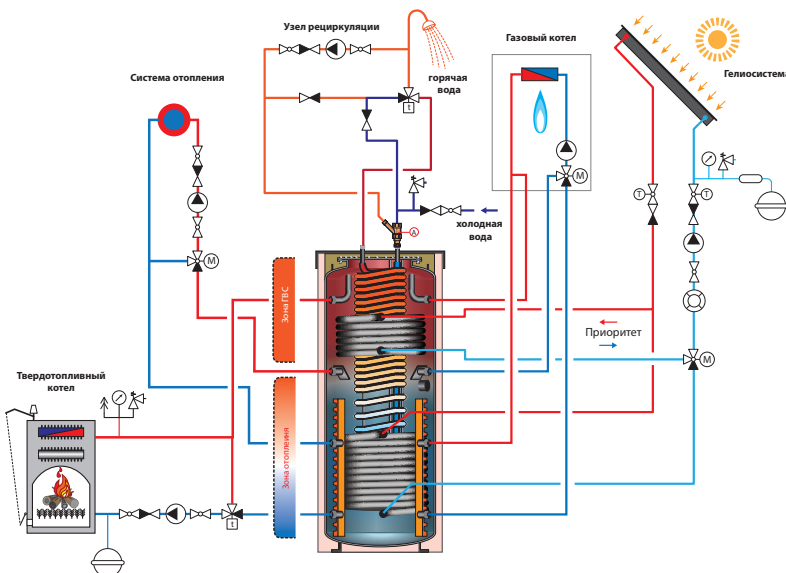 Узел рециркуляции
Газовый котел
Система отопления
горячая
вода
Гелиосистема
t
M
T
T
M
A
холодная
вода
M
Зона ГВС
Приоритет
M
Твердотопливный
котел
Зона отопления
t